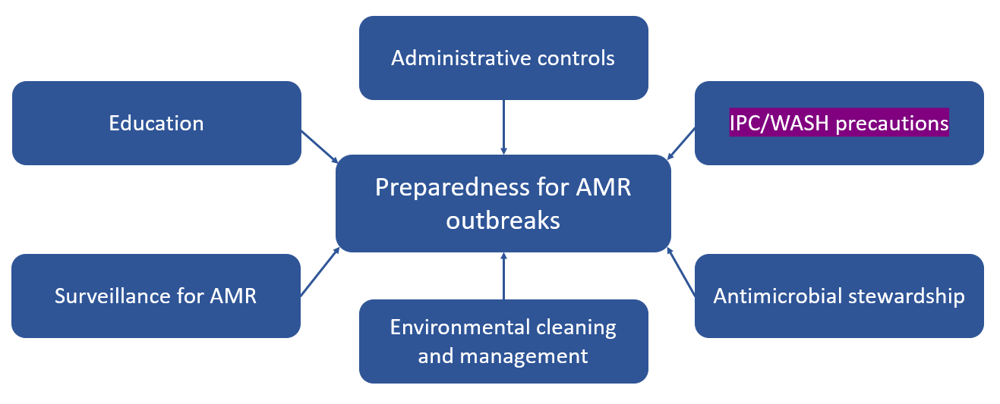 Administrative controls
Education
IPC/WASH precautions
Preparedness for AMR
outbreaks
Surveillance for AMR
Antimicrobial stewardship
Environmental cleaning
and management